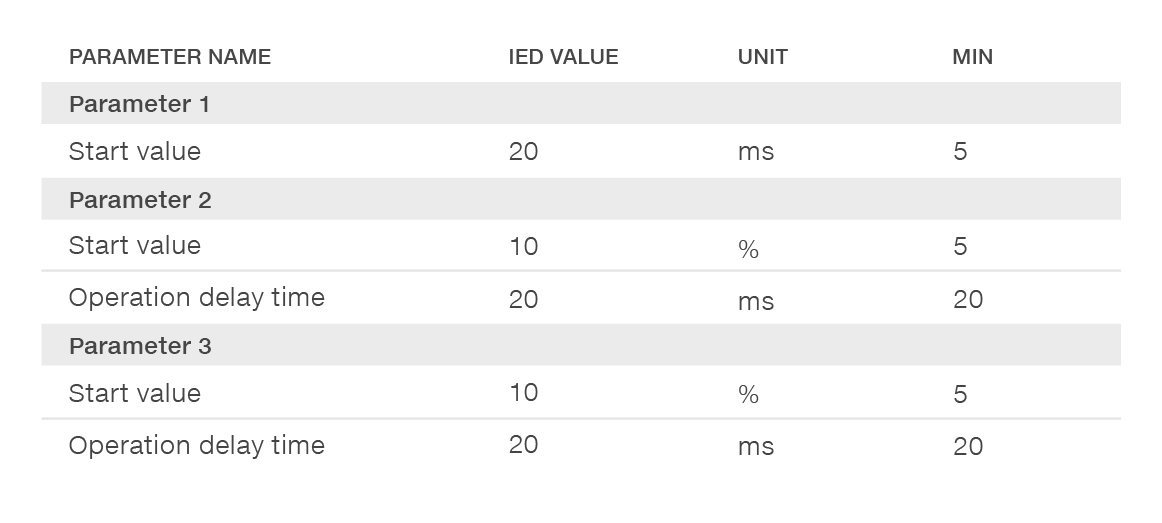 PARAMETER NAME IED VALUE UNIT MIN
Parameter 1
Start value 20 ms 5
Parameter 2
Start value 10 % 5
Operation delay time 20 ms 20
Parameter 3
Start value 10 % 5
Operation delay time 20 ms 20